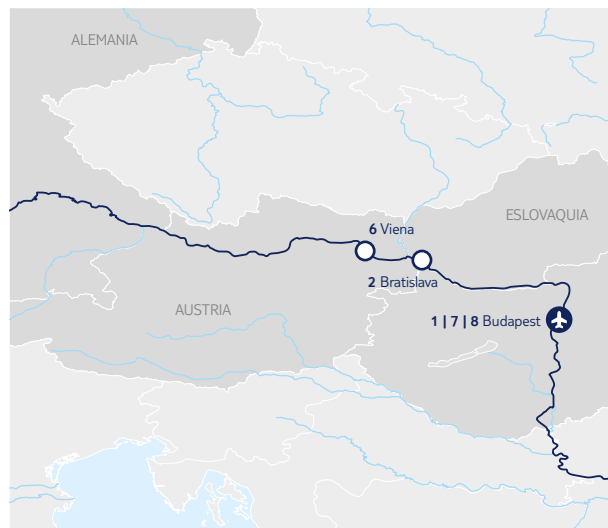 ALEMANIA
ESLOVAQUIA
6 Viena
2 Bratislava
AUSTRIA
1 | 7 | 8 Budapest